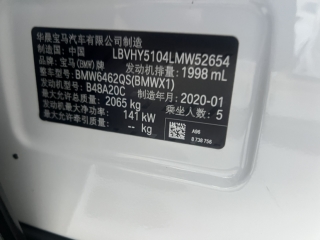 华晨宝马汽车有限公司制造
制造国：中国 LBVHY5104LMW52654
品牌：宝马(BMW)牌 发动机排量：1998 mL
整车型号：BMW6462QS(BMWX1)
发动机型号：B48A20C 制造年月：2020-01
最大允许总质量：2065 kg 乘坐人数：5
发动机最大净功率：141 kW
最大允许牵引质量：-- kg
A96
8 738 756